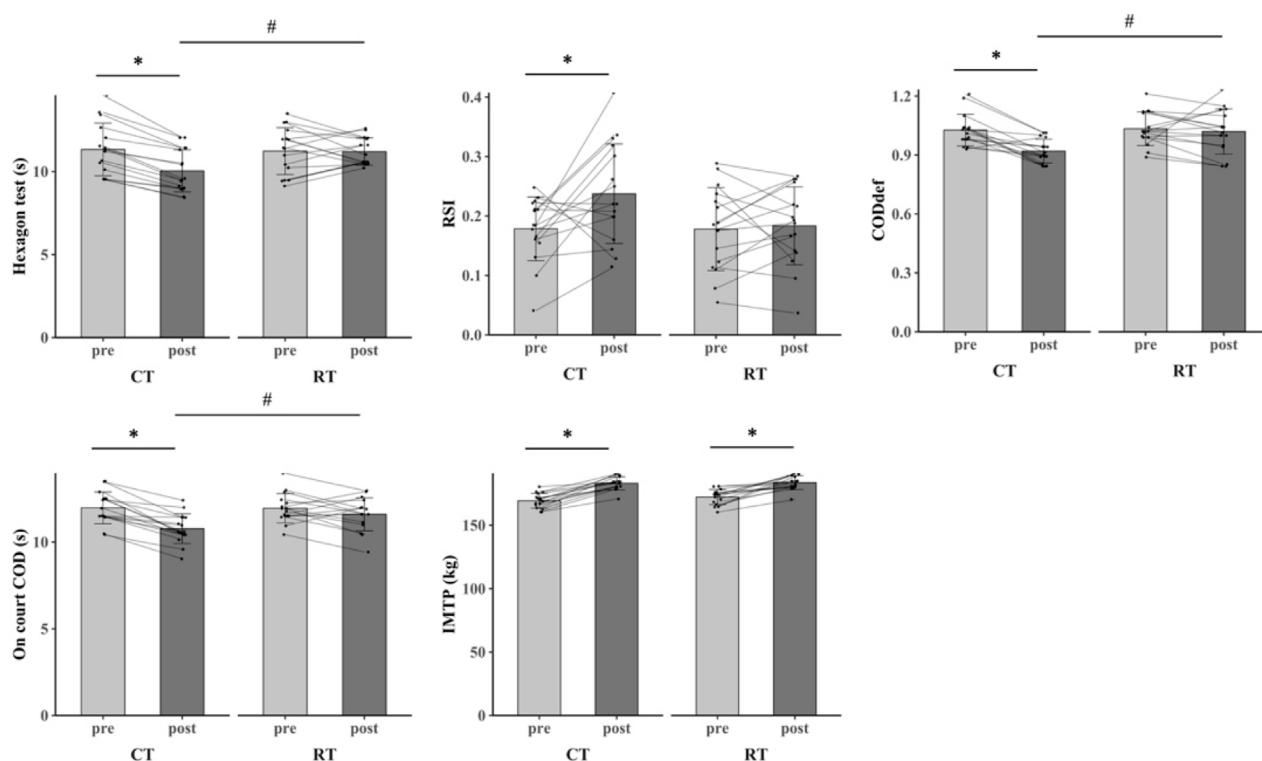 #
*
Hexagon test (s)
10
5
0
pre
post
pre
post
CT
RT
*
RSI
0.4
0.3
0.2
0.1
0.0
pre
post
pre
post
CT
RT
#
*
CODdef
1.2
0.9
0.6
0.3
0.0
pre
post
pre
post
CT
RT
#
*
On court COD (s)
10
5
0
pre
post
pre
post
CT
RT
*
*
IMTP (kg)
150
100
50
0
pre
post
pre
post
CT
RT